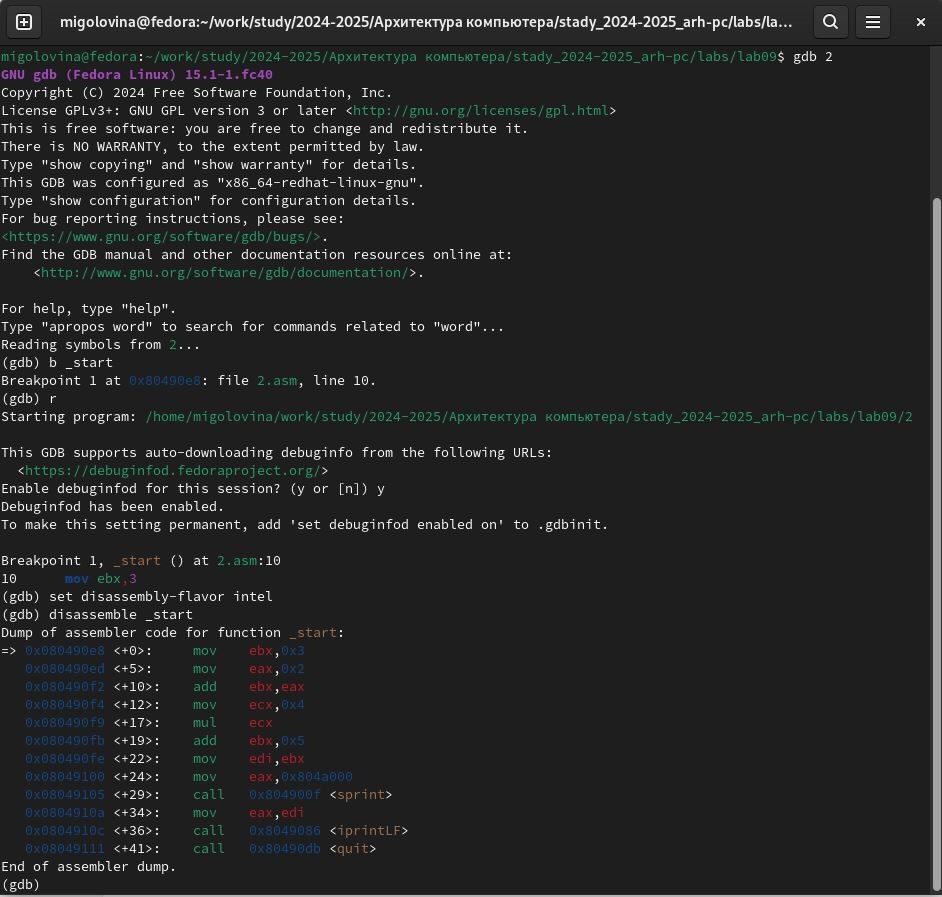 migolovina@fedora:~/work/study/2024-2025/Архитектура компьютера/stady_2024-2025_arh-pc/labs/la...
migolovina@fedora:~/work/study/2024-2025/Архитектура компьютера/stady_2024-2025_arh-pc/labs/lab09$ gdb 2
GNU gdb (Fedora Linux) 15.1-1.fc40
Copyright (C) 2024 Free Software Foundation, Inc.
License GPLv3+: GNU GPL version 3 or later <http://gnu.org/licenses/gpl.html>
This is free software: you are free to change and redistribute it.
There is NO WARRANTY, to the extent permitted by law.
Type "show copying" and "show warranty" for details.
This GDB was configured as "x86_64-redhat-linux-gnu".
Type "show configuration" for configuration details.
For bug reporting instructions, please see:
<https://www.gnu.org/software/gdb/bugs/>.
Find the GDB manual and other documentation resources online at:
    <http://www.gnu.org/software/gdb/documentation/>.
For help, type "help".
Type "apropos word" to search for commands related to "word"...
Reading symbols from 2...
(gdb) b _start
Breakpoint 1 at 0x80490e8: file 2.asm, line 10.
(gdb) r
Starting program: /home/migolovina/work/study/2024-2025/Архитектура компьютера/stady_2024-2025_arh-pc/labs/lab09/2
This GDB supports auto-downloading debuginfo from the following URLs:
  <https://debuginfod.fedoraproject.org/>
Enable debuginfod for this session? (y or [n]) y
Debuginfod has been enabled.
To make this setting permanent, add 'set debuginfod enabled on' to .gdbinit.
Breakpoint 1, _start () at 2.asm:10
10      mov ebx,3
(gdb) set disassembly-flavor intel
(gdb) disassemble _start
Dump of assembler code for function _start:
=> 0x080490e8 <+0>:     mov    ebx,0x3
   0x080490ed <+5>:     mov    eax,0x2
   0x080490f2 <+10>:    add    ebx,eax
   0x080490f4 <+12>:    mov    ecx,0x4
   0x080490f9 <+17>:    mul    ecx
   0x080490fb <+19>:    add    ebx,0x5
   0x080490fe <+22>:    mov    edi,ebx
   0x08049100 <+24>:    mov    eax,0x804a000
   0x08049105 <+29>:    call   0x804900f <sprint>
   0x0804910a <+34>:    mov    eax,edi
   0x0804910c <+36>:    call   0x8049086 <iprintLF>
   0x08049111 <+41>:    call   0x80490db <quit>
End of assembler dump.
(gdb)